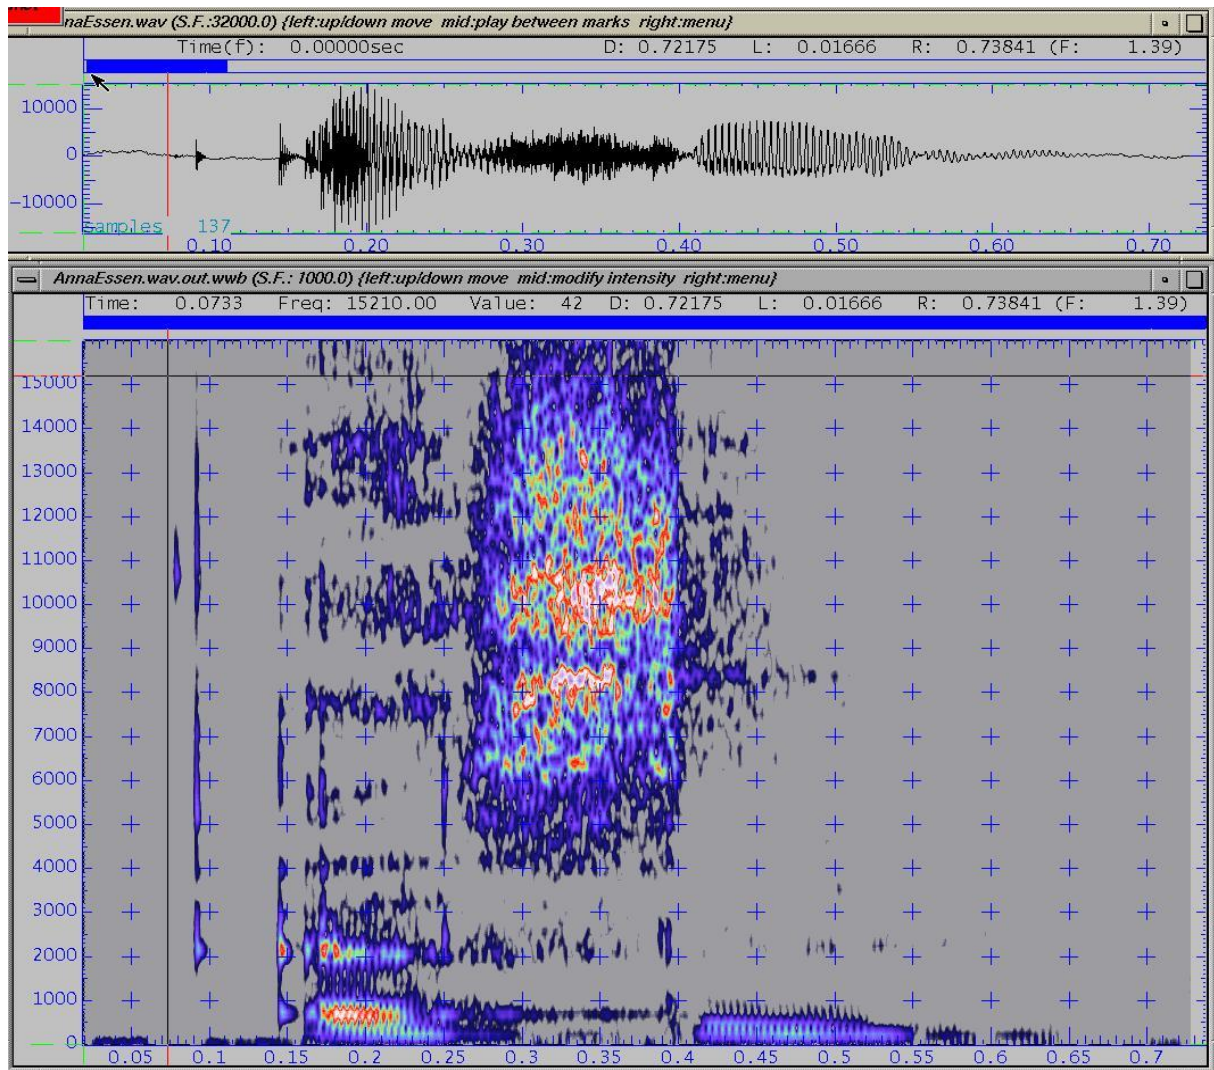 naEssen.wav (S.F.:32000.0) {left:up/down move mid:play between marks right:menu}
Time(f): 0.00000sec D: 0.72175 L: 0.01666 R: 0.73841 (F: 1.39)
10000
0
-10000
samples 137
0.10 0.20 0.30 0.40 0.50 0.60 0.70
AnnaEssen.wav.out.wwb (S.F.: 1000.0) {left:up/down move mid:modify intensity right:menu}
Time: 0.0733 Freq: 15210.00 Value: 42 D: 0.72175 L: 0.01666 R: 0.73841 (F: 1.39)
15000
14000
13000
12000
11000
10000
9000
8000
7000
6000
5000
4000
3000
2000
1000
0
0.05 0.1 0.15 0.2 0.25 0.3 0.35 0.4 0.45 0.5 0.55 0.6 0.65 0.7